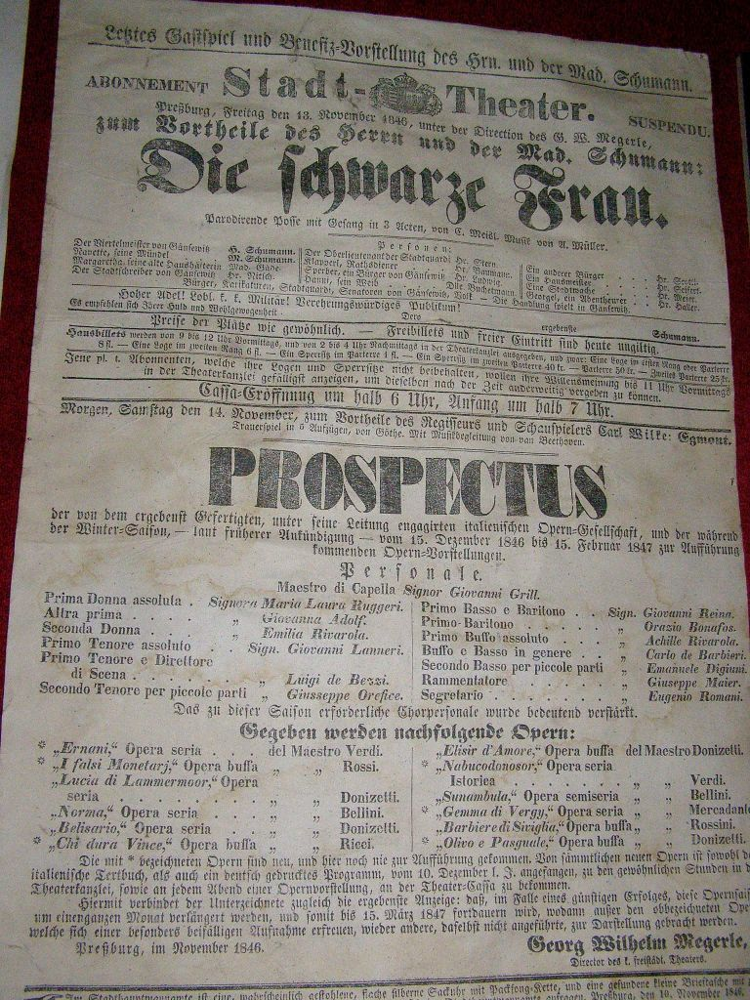 Letztes Gastspiel und Benefiz-Vorstellung des Hrn. und der Mad. Schumann.
ABONNEMENT Stadt-Theater. SUSPENDU.
Preßburg, Freitag den 13. November 1846, unter der Direction des G. W. Megerle,
zum Vortheile des Herrn und der Mad. Schumann:
Die schwarze Frau.
Parodirende Posse mit Gesang in 3 Acten, von C. Meisl. Musik von A. Müller.
Personen:
Der Viertelmeister von Gänsewitz H. Schumann.
Nanette, seine Mündel M. Schumann.
Margaretha, seine alte Haushälterin Mad. Gäde.
Der Stadtschreiber von Gänsewitz Hr. Nitsch.
Der Oberlieutenant der Stadtquardi Hr. Stern.
Klapperl, Rathsdiener Hr. Baumann.
Sperber, ein Bürger von Gänsewitz Hr. Ludwig.
Hanni, sein Weib Dlle Buchetmann.
Ein anderer Bürger Hr.
Ein Hausmeister Hr. Seifert.
Eine Stadtwache Hr. Meier.
Georgel, ein Abentheurer Hr. Haller.
Bürger, Karikaturen, Stadtquardi, Senatoren von Gänsewitz, Volk — Die Handlung spielt in Gänsewitz.
Hoher Adel! Löbl. k. k. Militär! Verehrungswürdiges Publikum!
Es empfehlen sich Ihrer Huld und Wohlgewogenheit Dero ergebenste Schumann.
Preise der Plätze wie gewöhnlich. — Freibillets und freier Eintritt sind heute ungiltig.
Hausbillets werden von 9 bis 12 Uhr Vormittags, und von 2 bis 4 Uhr Nachmittags in der Theaterkanzlei ausgegeben, und zwar: Eine Loge im ersten Rang oder Parterre
8 fl. — Eine Loge im zweiten Rang 6 fl. — Ein Sperrsitz im Parterre 1 fl. — Ein Sperrsitz im zweiten Parterre 40 kr. — Parterre 50 kr. — Zweites Parterre 25 kr.
Jene pl. t. Abonnenten, welche ihre Logen und Sperrsitze nicht beibehalten, wollen ihre Willensmeinung bis 11 Uhr Vormittags
in der Theaterkanzlei gefälligst anzeigen, um dieselben nach der Zeit anderweitig vergeben zu können.
Cassa-Eröffnung um halb 6 Uhr, Anfang um halb 7 Uhr.
Morgen, Samstag den 14. November, zum Vortheile des Regisseurs und Schauspielers Carl Wilke: Egmont.
Trauerspiel in 5 Aufzügen, von Göthe. Mit Musikbegleitung von van Beethoven.
PROSPECTUS
der von dem ergebenst Gefertigten, unter seine Leitung engagirten italienischen Opern-Gesellschaft, und der während
der Winter-Saison, — laut früherer Ankündigung — vom 15. Dezember 1846 bis 15. Februar 1847 zur Aufführung
kommenden Opern-Vorstellungen.
Personale.
Maestro di Capella Signor Giovanni Grill.
Prima Donna assoluta . Signora Maria Laura Ruggeri.
Altra prima . . . . . „ Giovanna Adolf.
Seconda Donna . . . . „ Emilia Rivarola.
Primo Tenore assoluto . Sign. Giovanni Lanneri.
Primo Tenore e Direttore
di Scena . . . . . . „ Luigi de Bezzi.
Secondo Tenore per piccole parti „ Giusseppe Orefice.
Primo Basso e Baritono . . Sign. Giovanni Reina.
Primo-Baritono . . . . „ Orazio Bonafos.
Primo Buffo assoluto . . „ Achille Rivarola.
Buffo e Basso in genere . . „ Carlo de Barbieri.
Secondo Basso per piccole parti „ Emanuele Digiuni.
Rammentatore . . . . „ Giuseppe Maier.
Segretario . . . . . „ Eugenio Romani.
Das zu dieser Saison erforderliche Chorpersonale wurde bedeutend verstärkt.
Gegeben werden nachfolgende Opern:
* „Ernani,“ Opera seria . . . del Maestro Verdi.
* „I falsi Monetarj,“ Opera buffa „ „ Rossi.
„Lucia di Lammermoor,“ Opera
seria . . . . . . . „ „ Donizetti.
„Norma,“ Opera seria . . . „ „ Bellini.
„Belisario,“ Opera seria . . „ „ Donizetti.
* „Chi dura Vince,“ Opera buffa „ „ Ricci.
„Elisir d'Amore,“ Opera buffa del Maestro Donizetti.
* „Nabucodonosor,“ Opera seria
Istorica . . . . . . „ „ Verdi.
„Sunambula,“ Opera semiseria „ „ Bellini.
* „Gemma di Vergy,“ Opera seria „ „ Mercadant
„Barbiere di Siviglia,“ Opera buffa „ „ Rossini.
* „Olivo e Pasquale,“ Opera buffa „ „ Donizetti.
Die mit * bezeichneten Opern sind neu, und hier noch nie zur Aufführung gekommen. Von sämmtlichen neuen Opern ist sowohl de
italienische Textbuch, als auch ein deutsch gedrucktes Programm, vom 10. Dezember l. J. angefangen, zu den gewöhnlichen Stunden in de
Theaterkanzlei, sowie an jedem Abend einer Opernvorstellung, an der Theater-Cassa zu bekommen.
Hiermit verbindet der Unterzeichnete zugleich die ergebenste Anzeige: daß, im Falle eines günstigen Erfolges, diese Opernsais
um einen ganzen Monat verlängert werden, und somit bis 15. März 1847 fortdauern wird, wodann außer den obbezeichneten Ope
welche sich einer besonders beifälligen Aufnahme erfreuen, wieder andere, daselbst nicht angeführte, zur Darstellung gebracht werden.
Preßburg, im November 1846.
Georg Wilhelm Megerle,
Director des k. freistädt. Theaters.
Im Stadthauptmannamte ist eine, wahrscheinlich gestohlene, flache silberne Sackuhr mit Packfong-Kette, und eine gefundene kleine Brieftasche mit
Preßburg, den 10. November 1846.